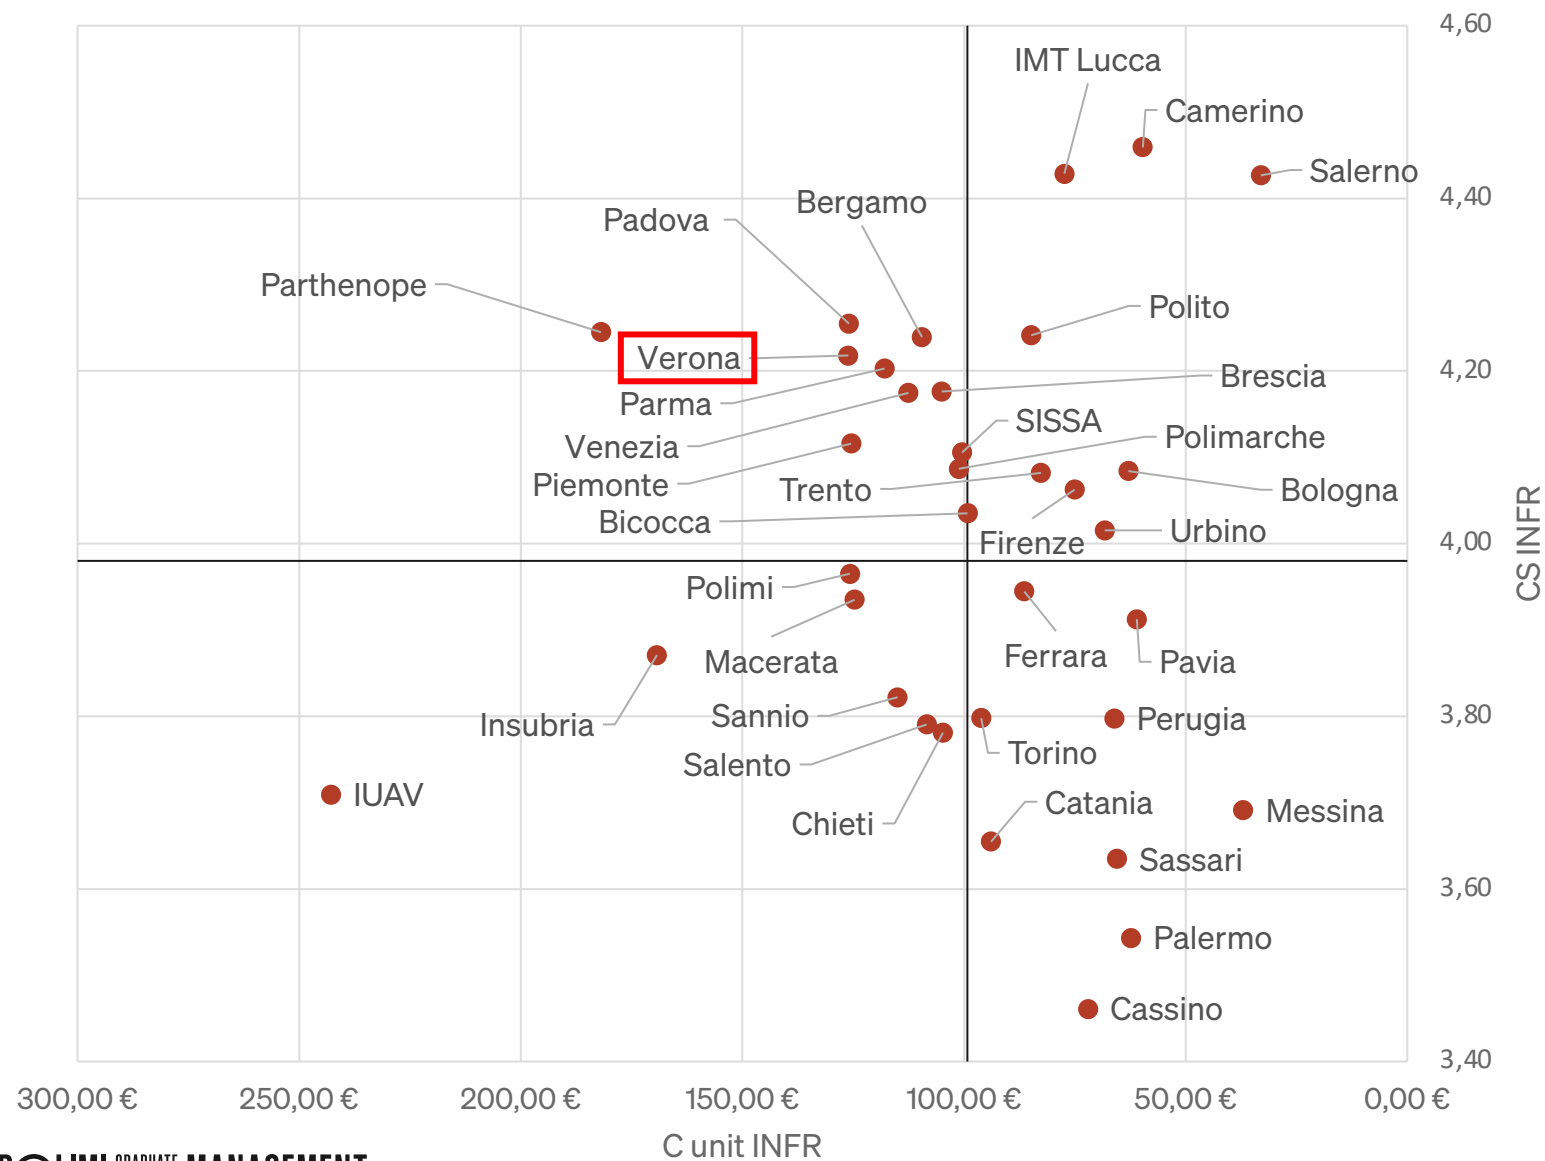 4,60
IMT Lucca
Camerino
Salerno
4,40
Bergamo
Padova
Parthenope
Polito
Verona
4,20
Brescia
Parma
SISSA
Polimarche
Venezia
Piemonte
Trento
Bologna
Bicocca
Urbino
Firenze
4,00
CS INFR
Polimi
Macerata
Ferrara
Pavia
Insubria
Sannio
Perugia
3,80
Torino
Salento
IUAV
Catania
Messina
Chieti
Sassari
3,60
Palermo
Cassino
3,40
300,00 € 250,00 € 200,00 € 150,00 € 100,00 € 50,00 € 0,00 €
C unit INFR